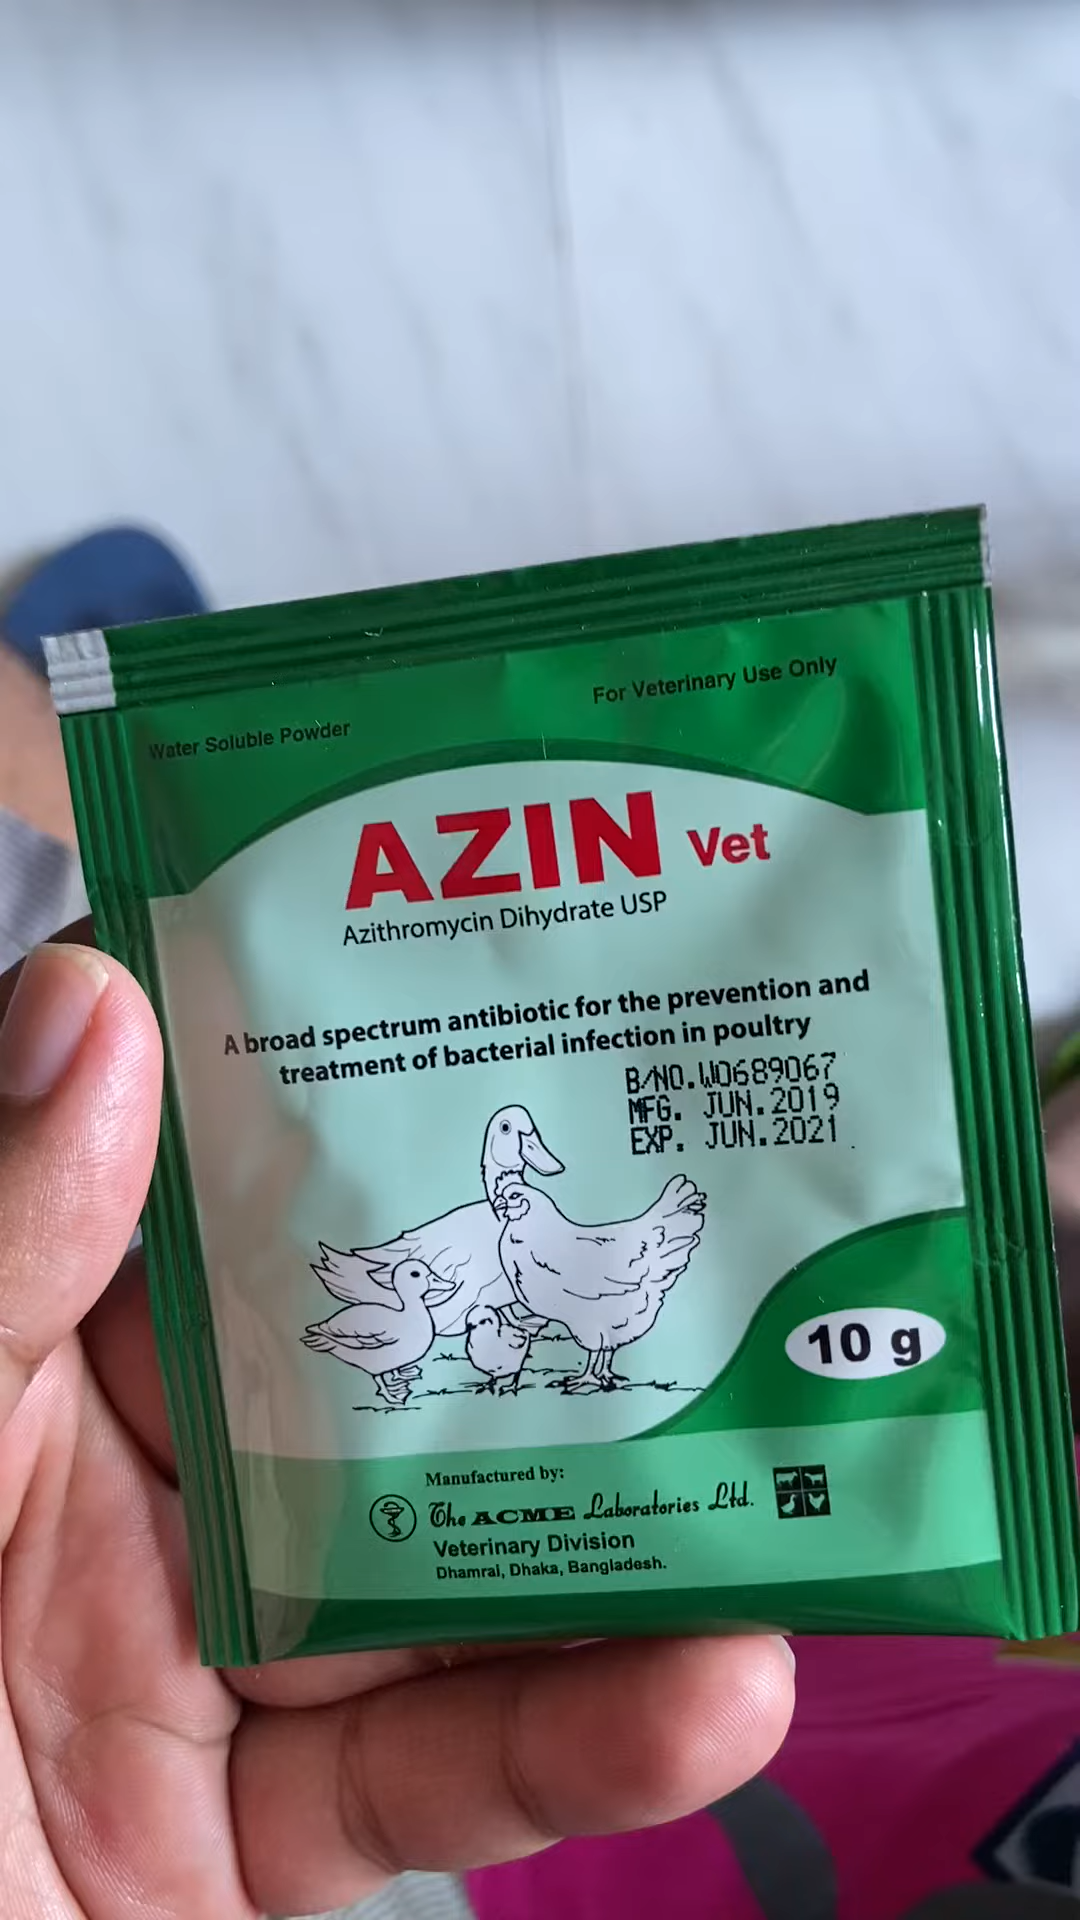 Water Soluble Powder
For Veterinary Use Only
AZIN Vet
Azithromycin Dihydrate USP
A broad spectrum antibiotic for the prevention and
treatment of bacterial infection in poultry
B/NO.W0689067
MFG. JUN.2019
EXP. JUN.2021
10 g
Manufactured by:
The ACME Laboratories Ltd.
Veterinary Division
Dhamrai, Dhaka, Bangladesh.